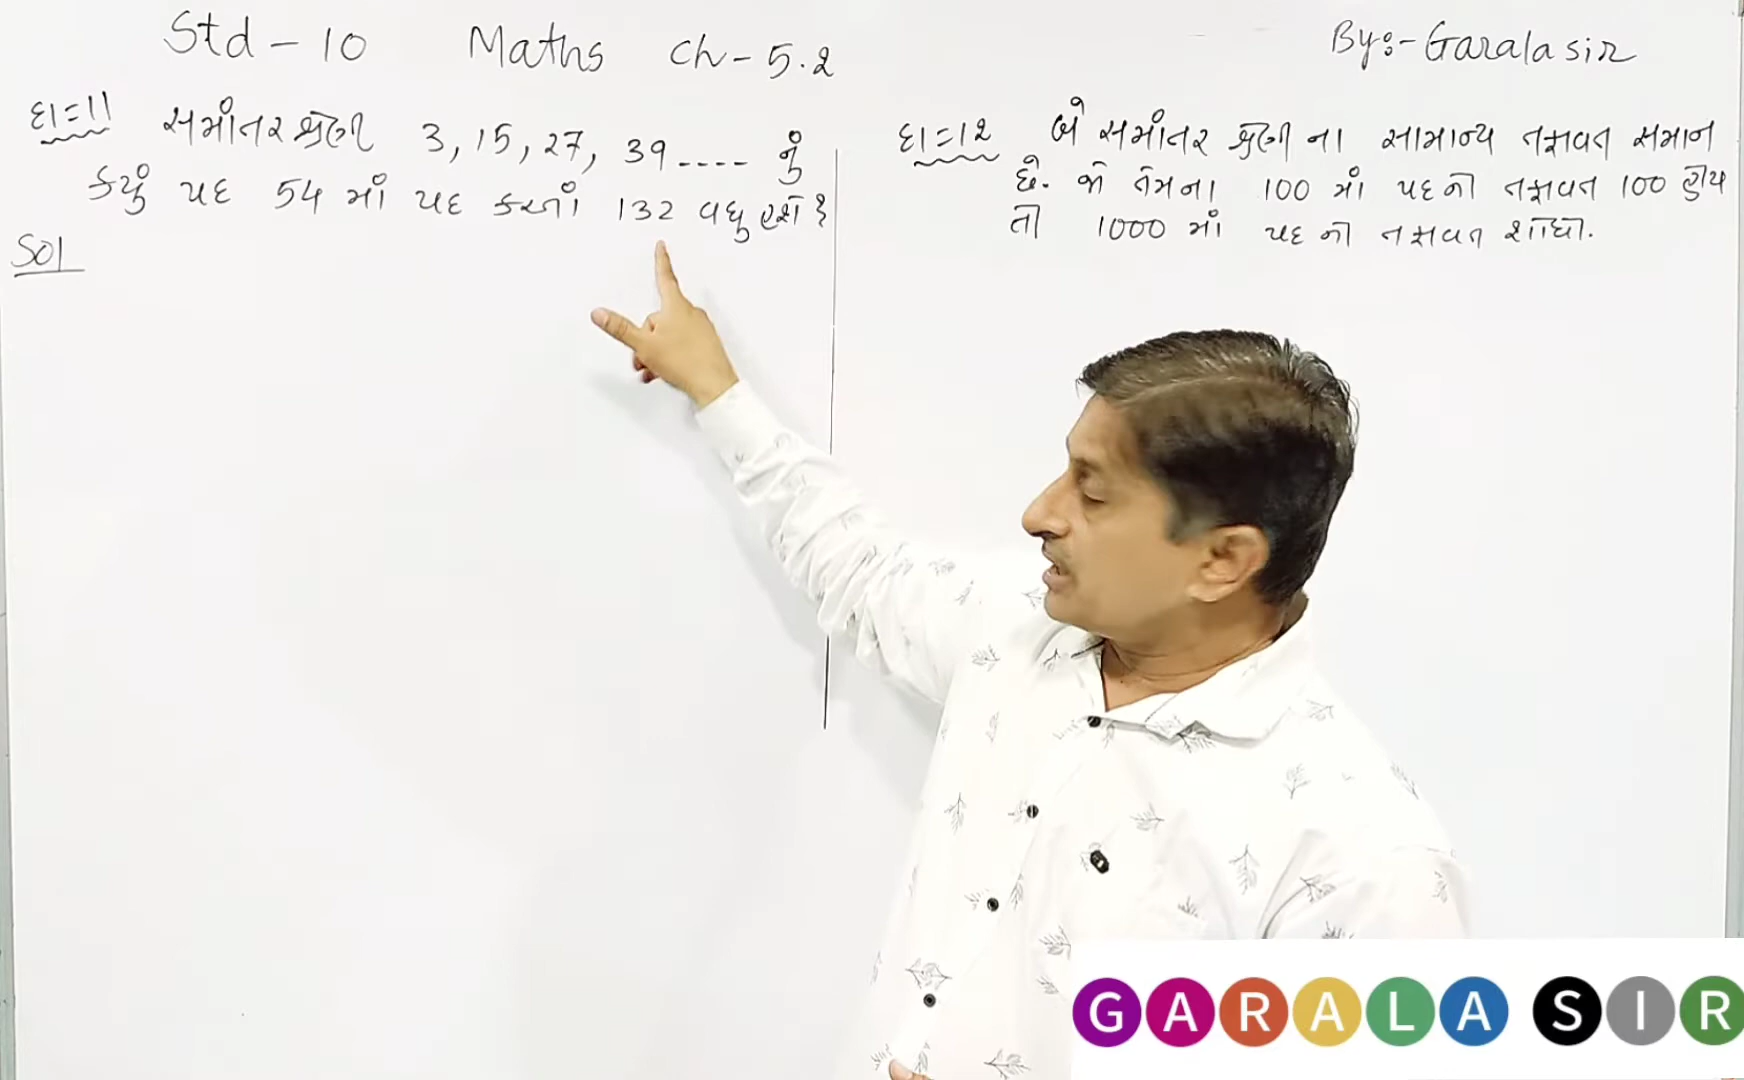 Std - 10 Maths Ch - 5.2
By:- Garala sir
દા=11 સમાંતર શ્રેણી 3, 15, 27, 39 .... નું
કયું પદ 54 માં પદ કરતાં 132 વધુ હશે ?
Sol
દા=12 બે સમાંતર શ્રેણી ના સામાન્ય તફાવત સમાન
છે. જો તેમના 100 માં પદ નો તફાવત 100 હોય
તો 1000 માં પદ નો તફાવત શોધો.
GARALA SIR